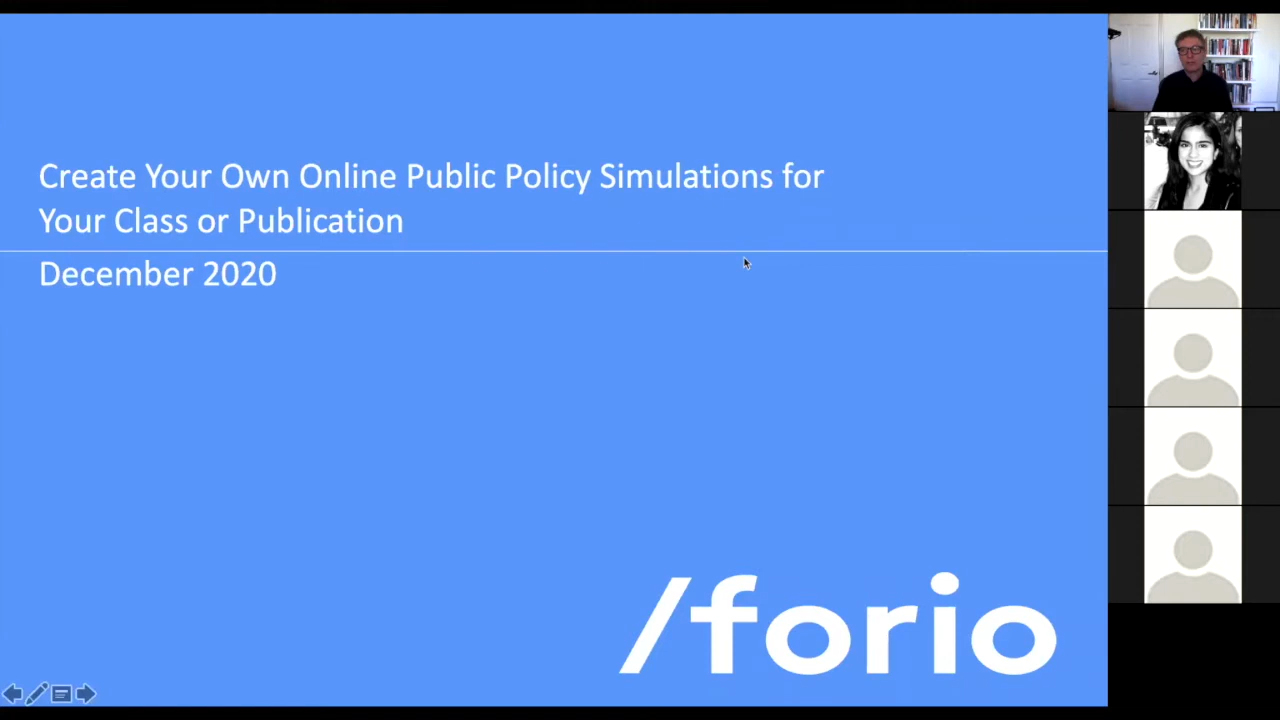 Create Your Own Online Public Policy Simulations for
Your Class or Publication
December 2020
/forio